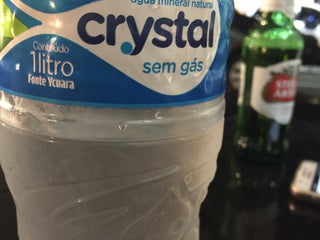 água mineral natural
crystal
sem gás
Conteúdo
1litro
Fonte Ycuara